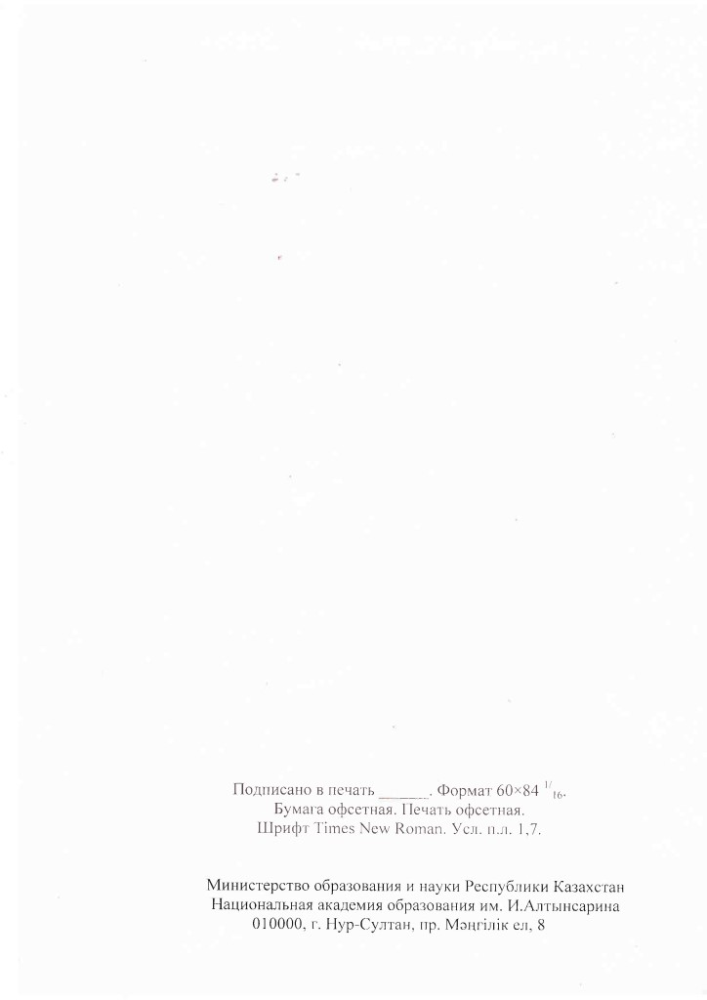 Подписано в печать ______. Формат 60×84 1/16.
Бумага офсетная. Печать офсетная.
Шрифт Times New Roman. Усл. п.л. 1,7.
Министерство образования и науки Республики Казахстан
Национальная академия образования им. И.Алтынсарина
010000, г. Нур-Султан, пр. Мәңгілік ел, 8